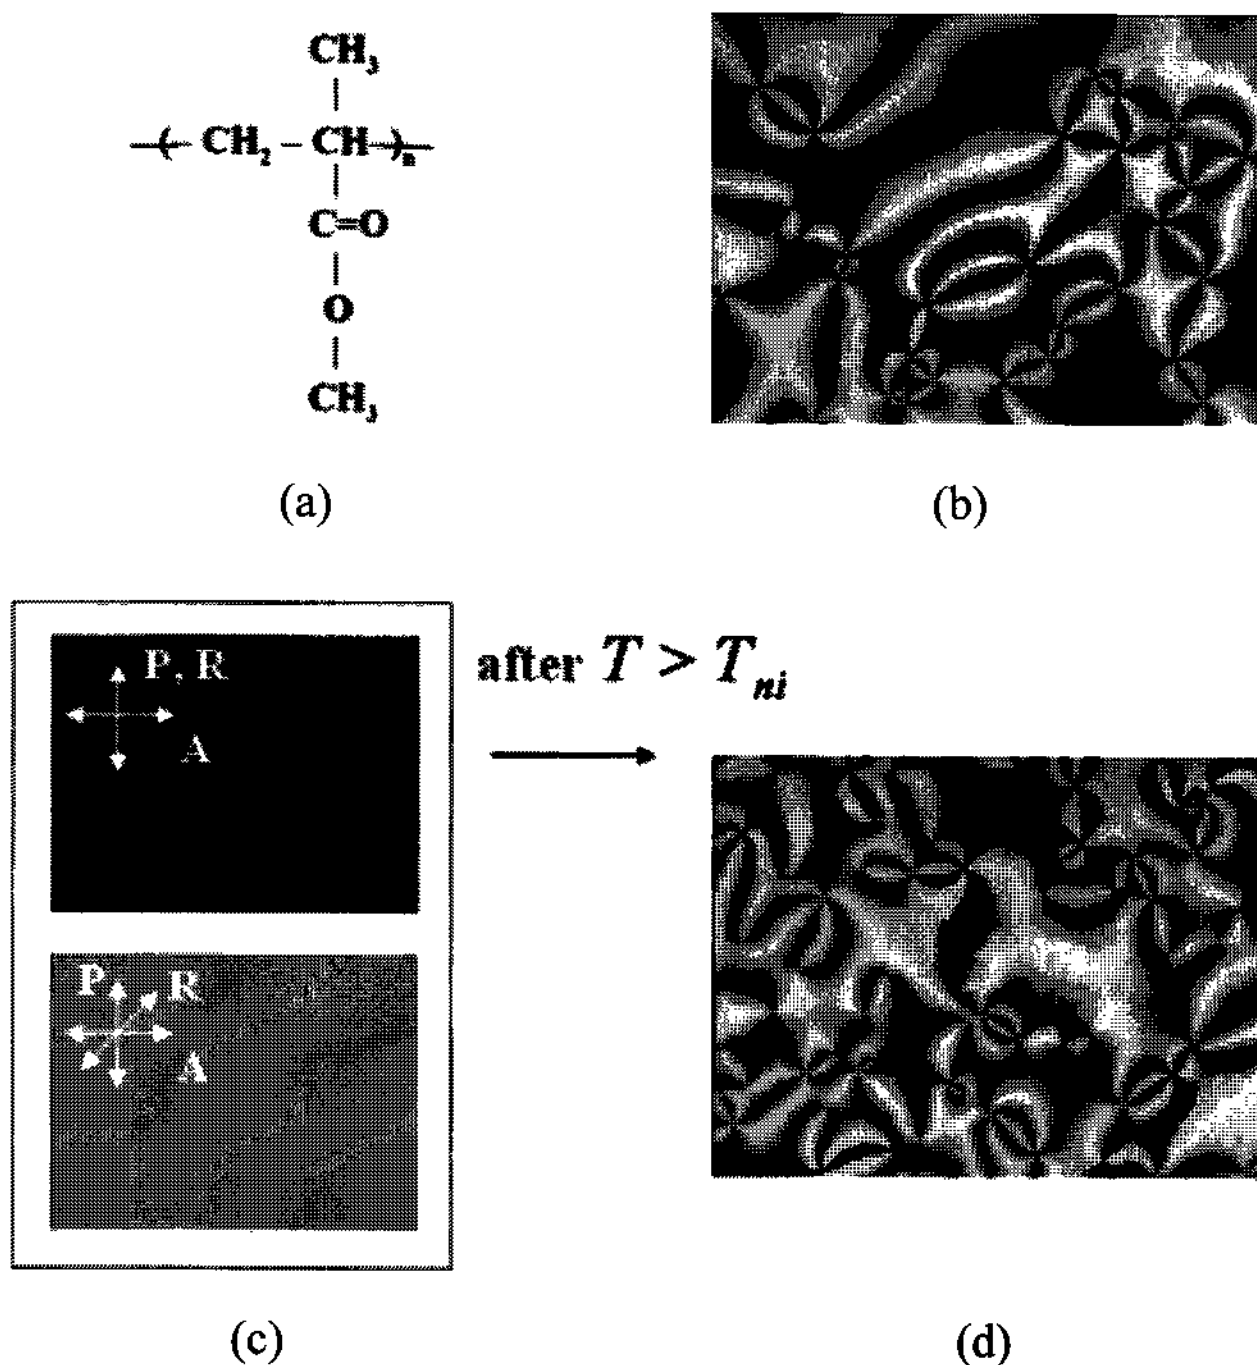 CH₃
—(– CH₂ – CH –)ₙ—
C=O
O
CH₃
(a)
(b)
P, R
A
after T > Tₙᵢ
P
R
A
(c)
(d)